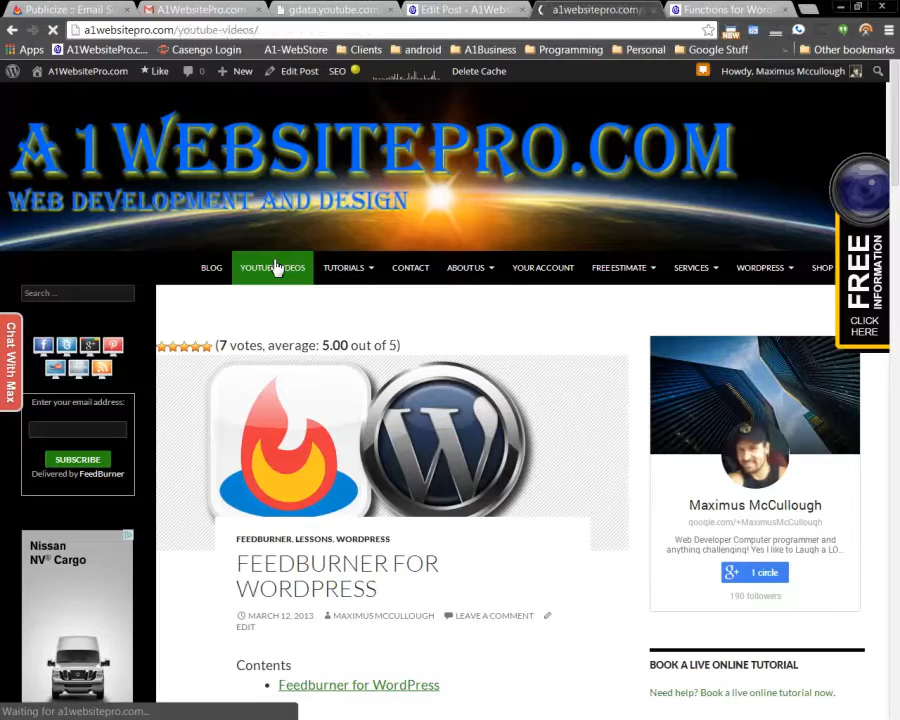 Publicize :: Email Su
A1WebsitePro.com M
gdata.youtube.com
Edit Post ‹ A1Webs
a1websitepro.com/
Functions for Word
a1websitepro.com/youtube-videos/
Apps
A1WebsitePro.c...
Casengo Login
A1-WebStore
Clients
android
A1Business
Programming
Personal
Google Stuff
Other bookmarks
A1WebsitePro.com
Like
0
New
Edit Post
SEO
Delete Cache
Howdy, Maximus Mccullough
A1WEBSITEPRO.COM
WEB DEVELOPMENT AND DESIGN
BLOG
YOUTUBE VIDEOS
TUTORIALS
CONTACT
ABOUT US
YOUR ACCOUNT
FREE ESTIMATE
SERVICES
WORDPRESS
SHOP
FREE
INFORMATION
CLICK
HERE
Search ...
Chat With Max
Enter your email address:
SUBSCRIBE
Delivered by FeedBurner
Nissan
NV® Cargo
(7 votes, average: 5.00 out of 5)
FEEDBURNER, LESSONS, WORDPRESS
FEEDBURNER FOR
WORDPRESS
MARCH 12, 2013
MAXIMUS MCCULLOUGH
LEAVE A COMMENT
EDIT
Contents
Feedburner for WordPress
Maximus McCullough
google.com/+MaximusMcCullough
Web Developer Computer programmer and
anything challenging! Yes I like to Laugh a LO...
g+ 1 circle
190 followers
BOOK A LIVE ONLINE TUTORIAL
Need help? Book a live online tutorial now.
Waiting for a1websitepro.com...